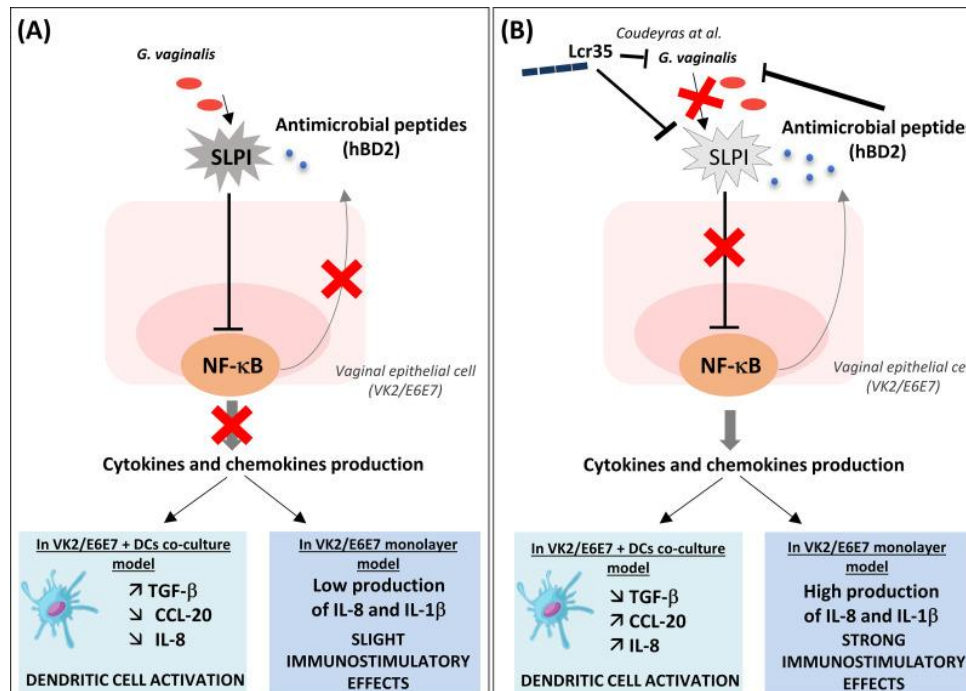 (A)
G. vaginalis
Antimicrobial peptides
(hBD2)
SLPI
NF-κB
Vaginal epithelial cell
(VK2/E6E7)
Cytokines and chemokines production
In VK2/E6E7 + DCs co-culture
model
↗ TGF-β
↘ CCL-20
↘ IL-8
DENDRITIC CELL ACTIVATION
In VK2/E6E7 monolayer
model
Low production
of IL-8 and IL-1β
SLIGHT
IMMUNOSTIMULATORY
EFFECTS
(B)
Coudeyras at al.
Lcr35
G. vaginalis
Antimicrobial peptides
(hBD2)
SLPI
NF-κB
Vaginal epithelial ce
(VK2/E6E7)
Cytokines and chemokines production
In VK2/E6E7 + DCs co-culture
model
↘ TGF-β
↗ CCL-20
↗ IL-8
DENDRITIC CELL ACTIVATION
In VK2/E6E7 monolayer
model
High production
of IL-8 and IL-1β
STRONG
IMMUNOSTIMULATORY
EFFECTS